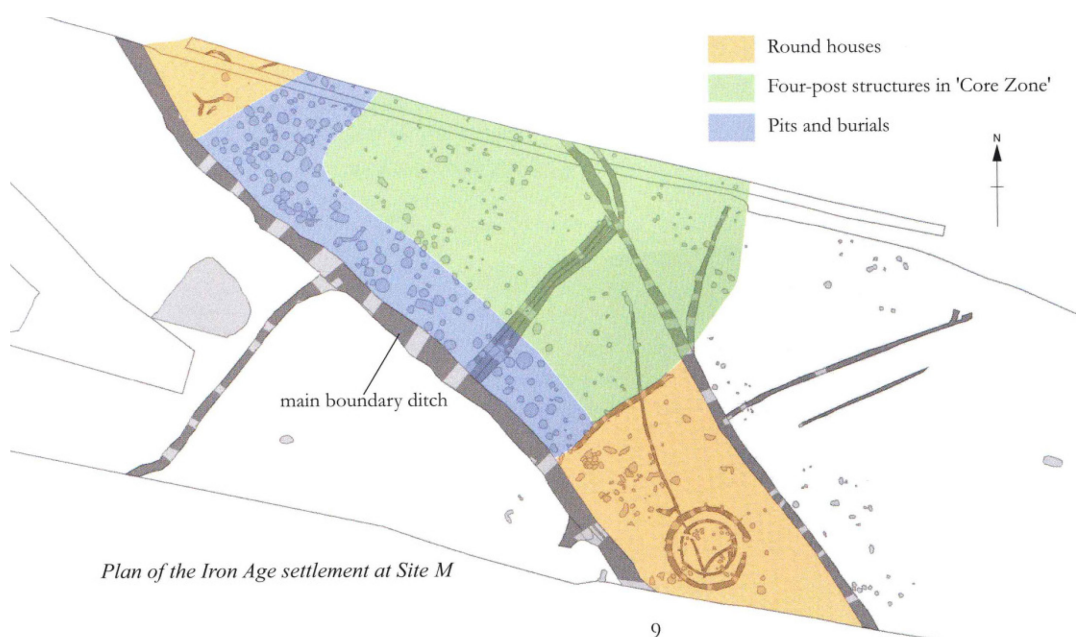 Round houses
Four-post structures in 'Core Zone'
Pits and burials
N
main boundary ditch
Plan of the Iron Age settlement at Site M
9